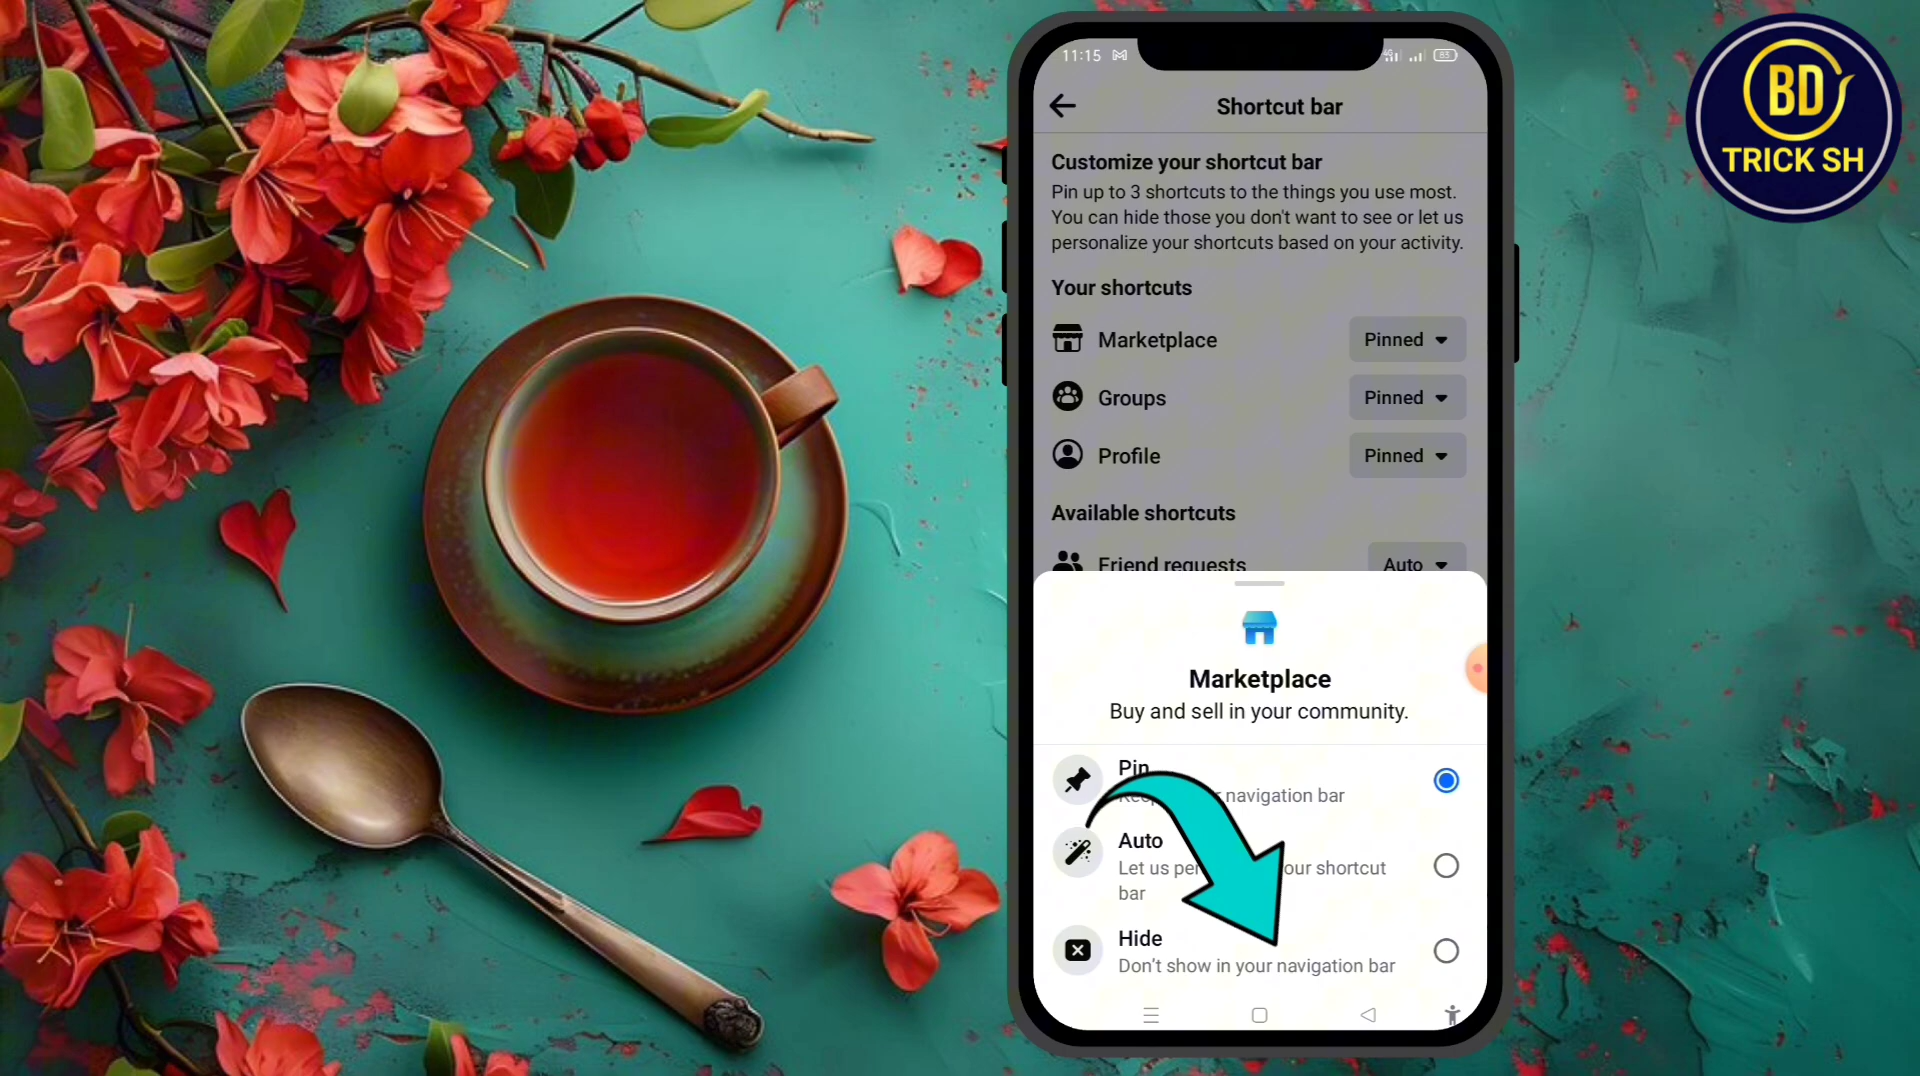 11:15
83
BD
TRICK SH
Shortcut bar
Customize your shortcut bar
Pin up to 3 shortcuts to the things you use most.
You can hide those you don't want to see or let us
personalize your shortcuts based on your activity.
Your shortcuts
Marketplace Pinned
Groups Pinned
Profile Pinned
Available shortcuts
Friend requests Auto
Marketplace
Buy and sell in your community.
Pin
navigation bar
Auto
Let us our shortcut
bar
Hide
Don't show in your navigation bar